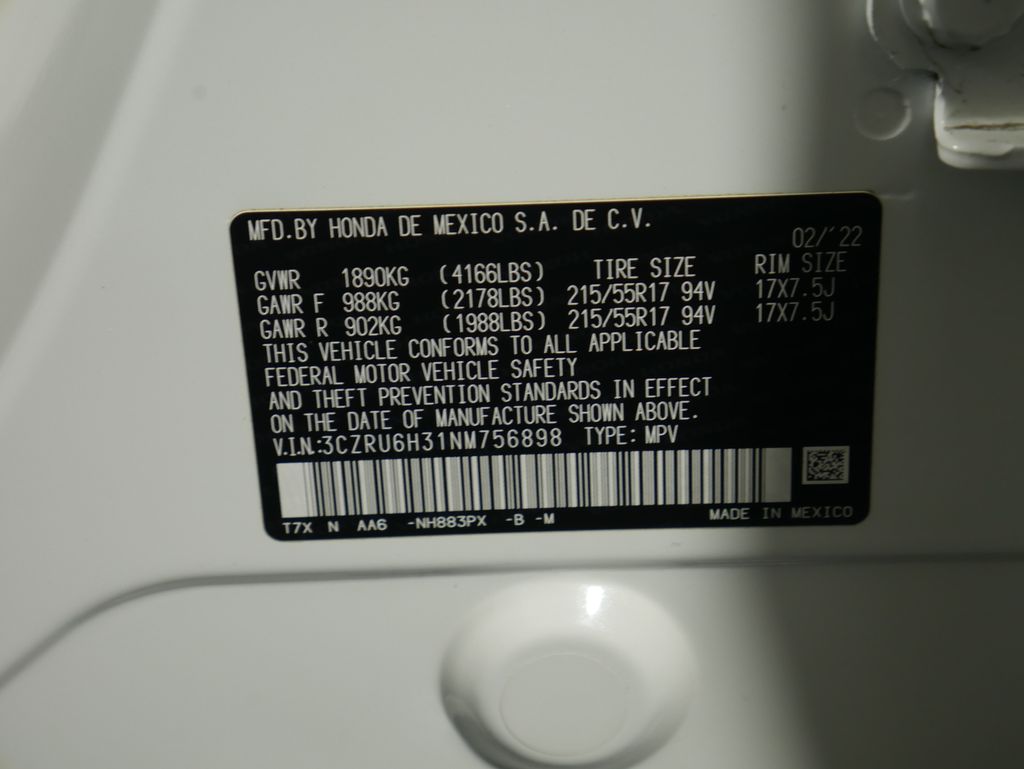 MFD.BY HONDA DE MEXICO S.A. DE C.V.
02/'22
GVWR 1890KG (4166LBS) TIRE SIZE RIM SIZE
GAWR F 988KG (2178LBS) 215/55R17 94V 17X7.5J
GAWR R 902KG (1988LBS) 215/55R17 94V 17X7.5J
THIS VEHICLE CONFORMS TO ALL APPLICABLE
FEDERAL MOTOR VEHICLE SAFETY
AND THEFT PREVENTION STANDARDS IN EFFECT
ON THE DATE OF MANUFACTURE SHOWN ABOVE.
V.I.N.:3CZRU6H31NM756898 TYPE: MPV
T7X N AA6 -NH883PX -B -M MADE IN MEXICO